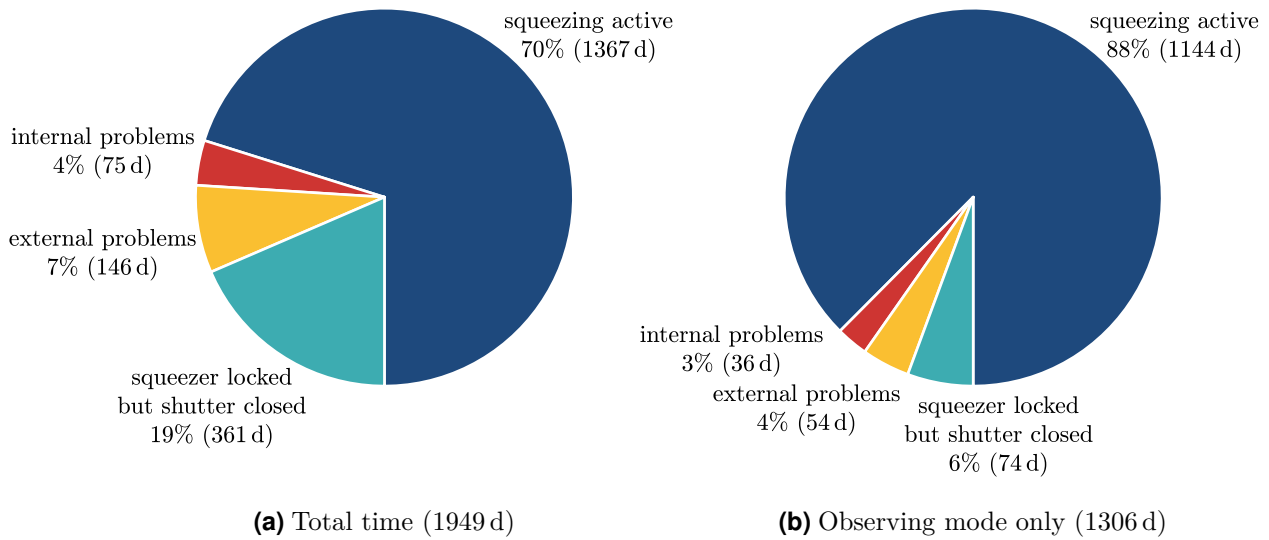 squeezing active
70% (1367 d)
internal problems
4% (75 d)
external problems
7% (146 d)
squeezer locked
but shutter closed
19% (361 d)
(a) Total time (1949 d)
squeezing active
88% (1144 d)
internal problems
3% (36 d)
external problems
4% (54 d)
squeezer locked
but shutter closed
6% (74 d)
(b) Observing mode only (1306 d)